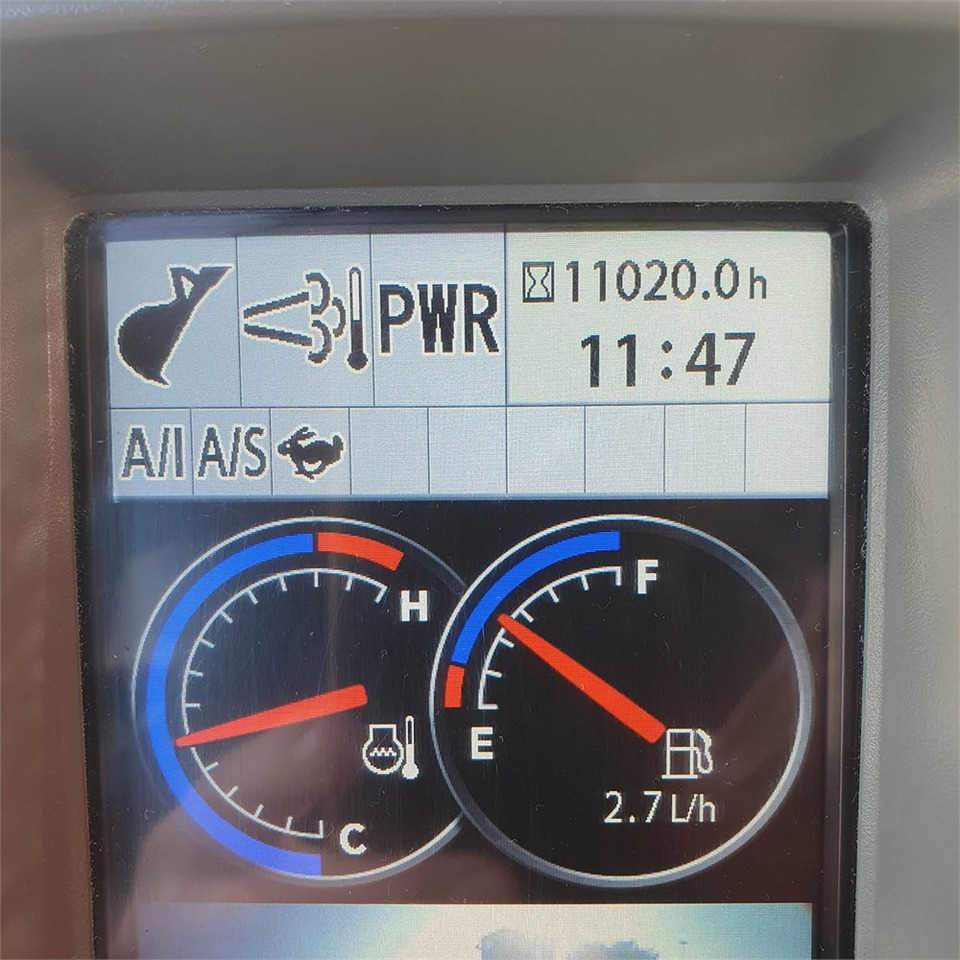 PWR
11020.0h
11:47
A/I A/S
H
F
E
C
2.7 L/h